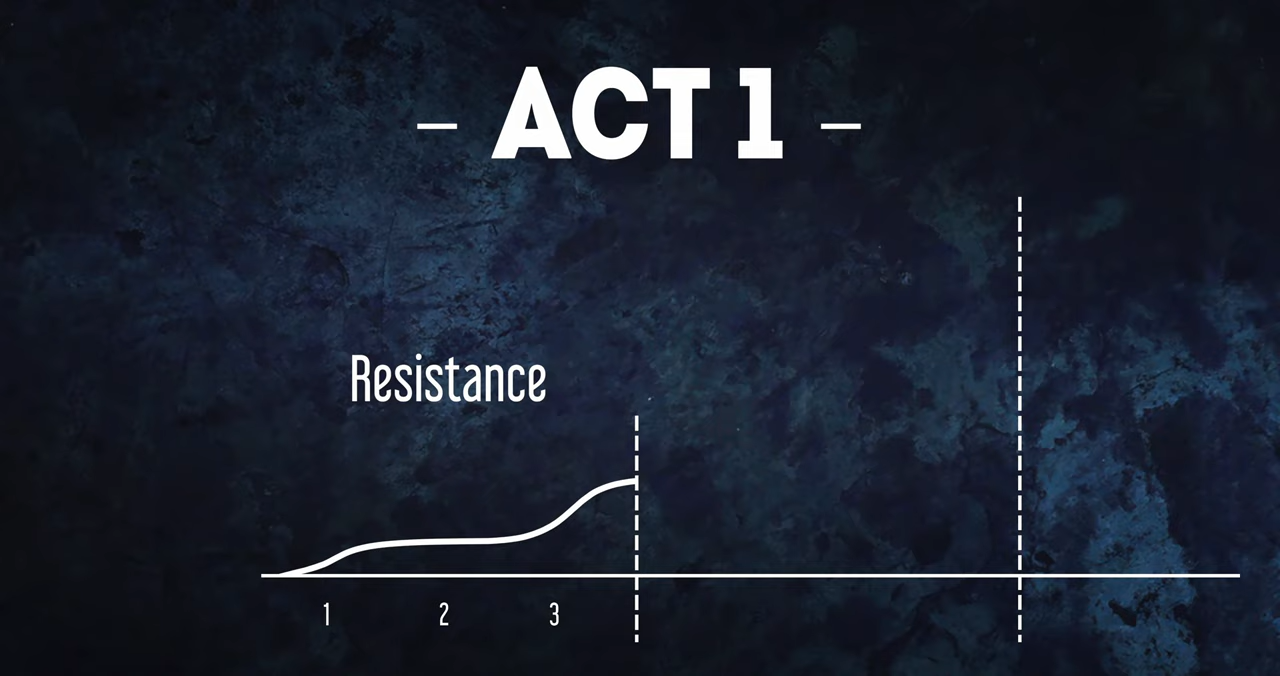 – ACT 1 –
Resistance
1 2 3